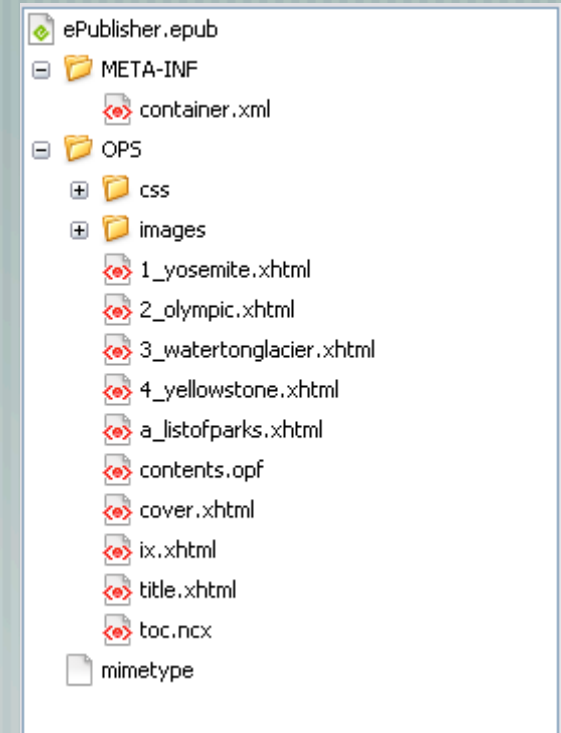 ePublisher.epub
META-INF
container.xml
OPS
css
images
1_yosemite.xhtml
2_olympic.xhtml
3_watertonglacier.xhtml
4_yellowstone.xhtml
a_listofparks.xhtml
contents.opf
cover.xhtml
ix.xhtml
title.xhtml
toc.ncx
mimetype